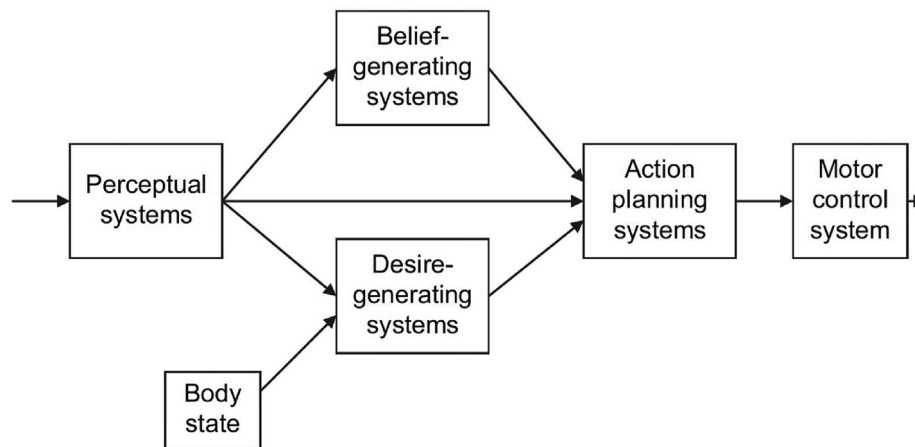 Belief-
generating
systems
Perceptual
systems
Action
planning
systems
Motor
control
system
Desire-
generating
systems
Body
state